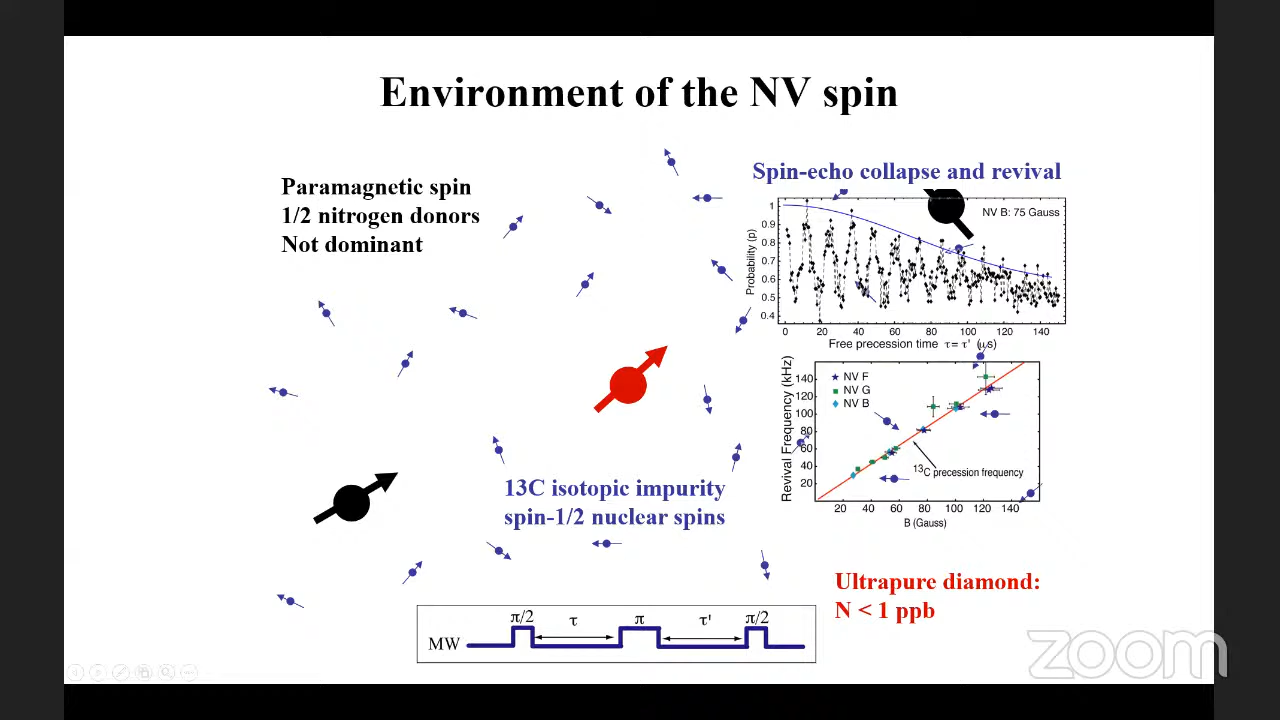 Environment of the NV spin
Paramagnetic spin
1/2 nitrogen donors
Not dominant
Spin-echo collapse and revival
NV B: 75 Gauss
Probability (p)
1
0.9
0.8
0.7
0.6
0.5
0.4
0 20 40 60 80 100 120 140
Free precession time τ= τ' (μs)
Revival Frequency (kHz)
NV F
NV G
NV B
140
120
100
80
60
40
20
13C precession frequency
20 40 60 80 100 120 140
B (Gauss)
13C isotopic impurity
spin-1/2 nuclear spins
Ultrapure diamond:
N < 1 ppb
π/2 τ π τ' π/2
MW
zoom